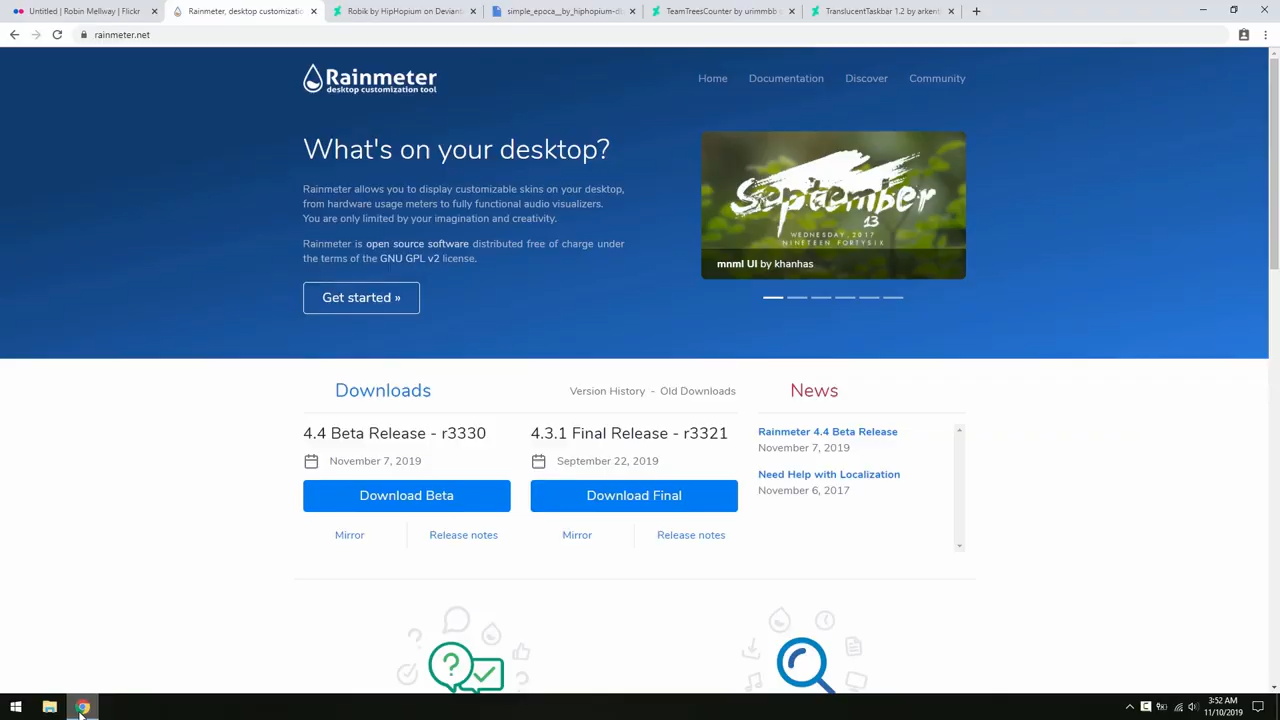 Untitled | Robin Mellway | Flickr
Rainmeter, desktop customizatio
Robik by HipHopium on Deviant
simple_epoca__by_hiphopium-db
TeamTreesCounter by urinmmb o
TranslucentTaskbar 1.2 by arkent
rainmeter.net
Rainmeter
desktop customization tool
Home
Documentation
Discover
Community
What's on your desktop?
Rainmeter allows you to display customizable skins on your desktop,
from hardware usage meters to fully functional audio visualizers.
You are only limited by your imagination and creativity.
Rainmeter is open source software distributed free of charge under
the terms of the GNU GPL v2 license.
Get started »
September
13
WEDNESDAY, 2017
NINETEEN FORTYSIX
mnml UI by khanhas
Downloads
Version History - Old Downloads
4.4 Beta Release - r3330
November 7, 2019
Download Beta
Mirror
Release notes
4.3.1 Final Release - r3321
September 22, 2019
Download Final
Mirror
Release notes
News
Rainmeter 4.4 Beta Release
November 7, 2019
Need Help with Localization
November 6, 2017
3:52 AM
11/10/2019